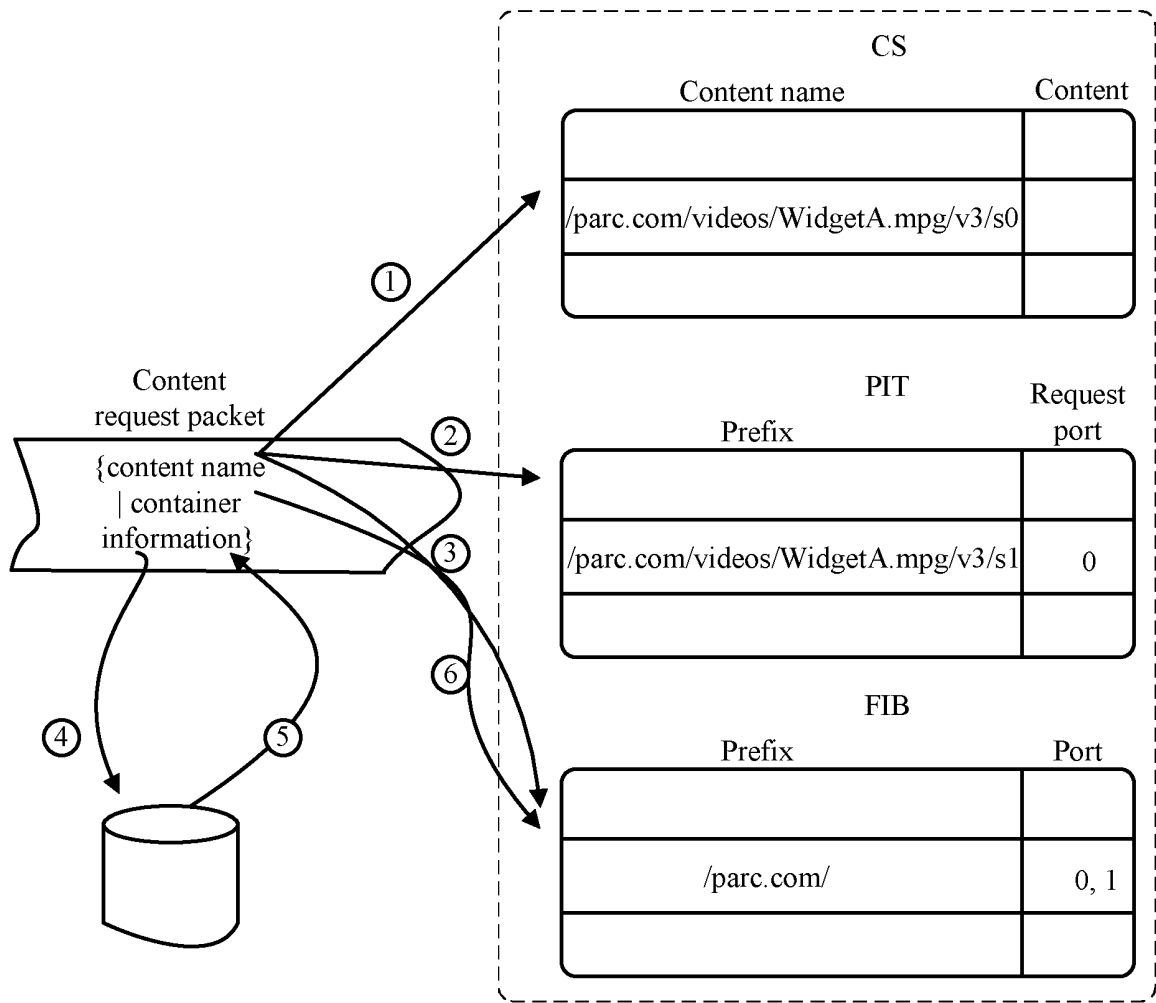 CS
Content name
Content
/parc.com/videos/WidgetA.mpg/v3/s0
1
Content
request packet
{content name
| container
information}
2
3
4
5
6
PIT
Prefix
Request
port
/parc.com/videos/WidgetA.mpg/v3/s1
0
FIB
Prefix
Port
/parc.com/
0, 1